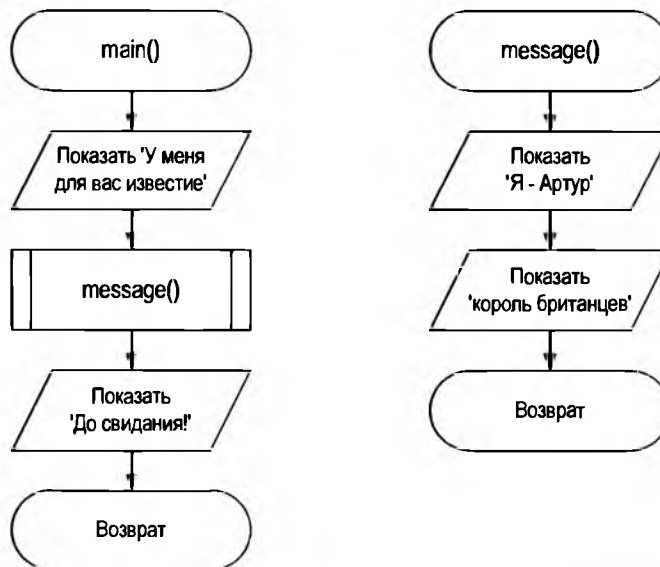 main()
Показать 'У меня
для вас известие'
message()
Показать
'До свидания!'
Возврат
message()
Показать
'Я - Артур'
Показать
'король британцев'
Возврат